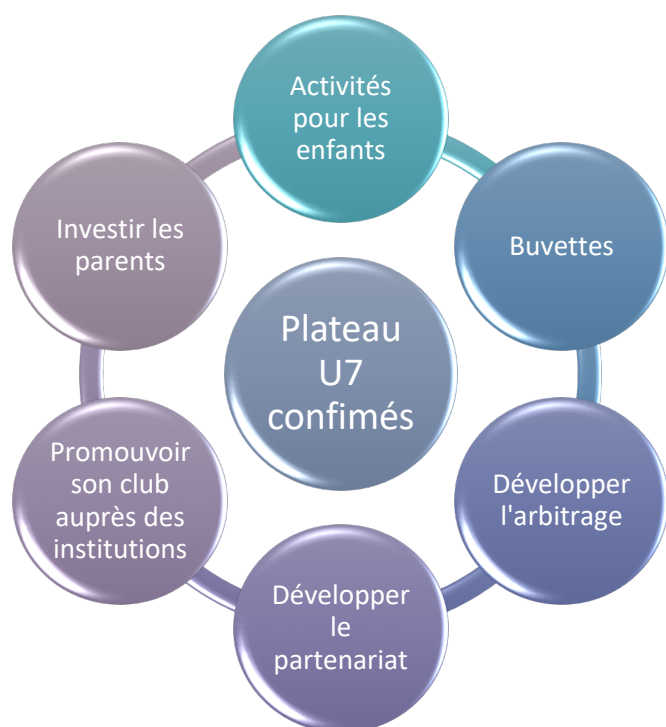 Activités
pour les
enfants
Buvettes
Développer
l'arbitrage
Développer
le
partenariat
Promouvoir
son club
auprès des
institutions
Investir les
parents
Plateau
U7
confimés